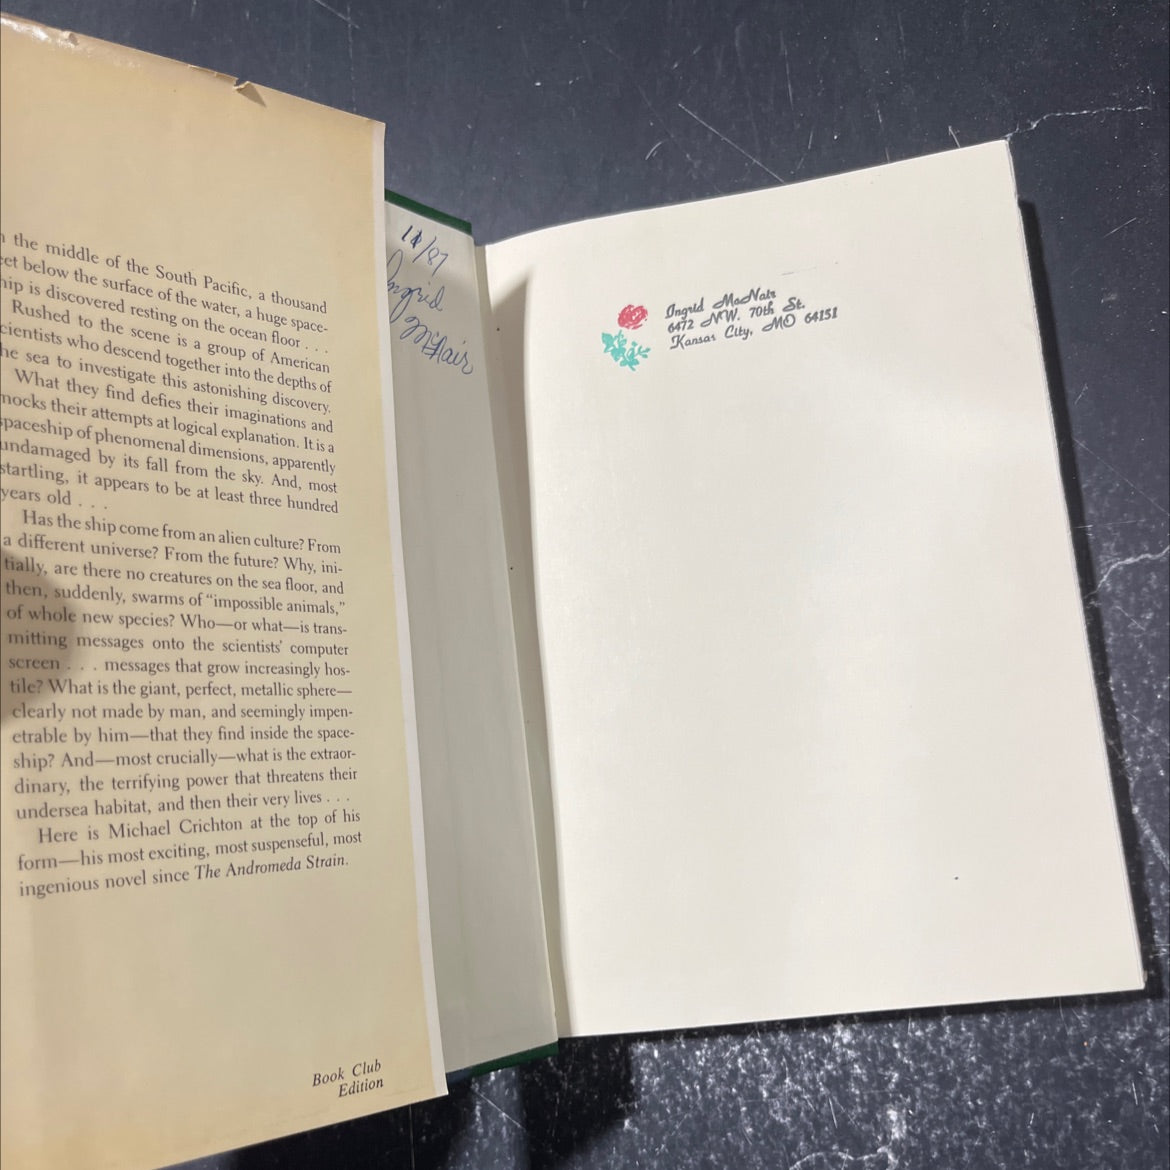 the middle of the South Pacific, a thousand
below the surface of the water, a huge space-
is discovered resting on the ocean floor . . .
Rushed to the scene is a group of American
cientists who descend together into the depths of
he sea to investigate this astonishing discovery.
What they find defies their imaginations and
mocks their attempts at logical explanation. It is a
spaceship of phenomenal dimensions, apparently
undamaged by its fall from the sky. And, most
startling, it appears to be at least three hundred
years old . . .
Has the ship come from an alien culture? From
a different universe? From the future? Why, ini-
tially, are there no creatures on the sea floor, and
then, suddenly, swarms of “impossible animals,”
of whole new species? Who—or what—is trans-
mitting messages onto the scientists’ computer
screen . . . messages that grow increasingly hos-
tile? What is the giant, perfect, metallic sphere—
clearly not made by man, and seemingly impen-
etrable by him—that they find inside the space-
ship? And—most crucially—what is the extraor-
dinary, the terrifying power that threatens their
undersea habitat, and then their very lives . . .
Here is Michael Crichton at the top of his
form—his most exciting, most suspenseful, most
ingenious novel since The Andromeda Strain.
Book Club
Edition
/87
Ingrid
McNair
Ingrid McNair
6472 NW. 70th St.
Kansas City, MO 64151